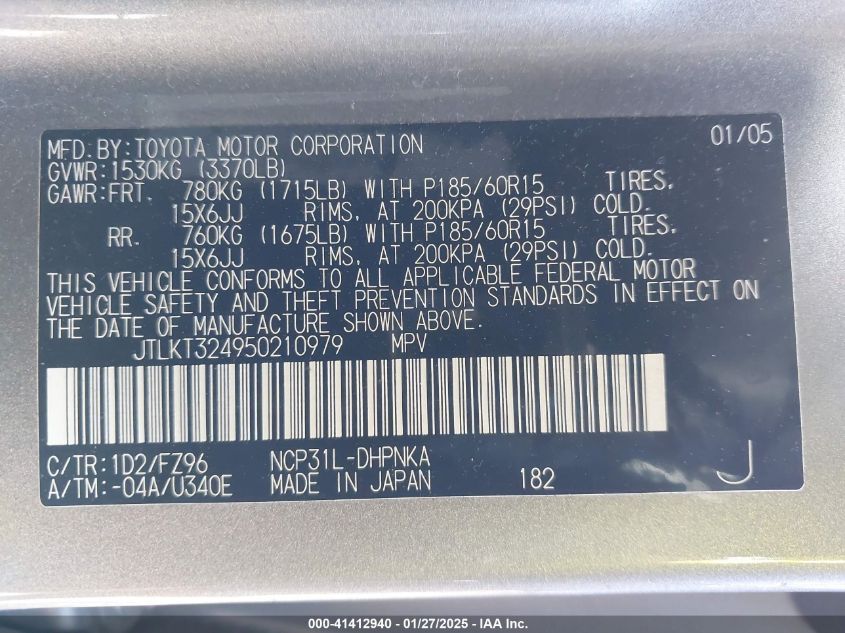 MFD. BY: TOYOTA MOTOR CORPORATION 01/05
GVWR: 1530KG (3370LB)
GAWR: FRT. 780KG (1715LB) WITH P185/60R15 TIRES,
15X6JJ RIMS, AT 200KPA (29PSI) COLD.
RR. 760KG (1675LB) WITH P185/60R15 TIRES,
15X6JJ RIMS, AT 200KPA (29PSI) COLD.
THIS VEHICLE CONFORMS TO ALL APPLICABLE FEDERAL MOTOR
VEHICLE SAFETY AND THEFT PREVENTION STANDARDS IN EFFECT ON
THE DATE OF MANUFACTURE SHOWN ABOVE.
JTLKT324950210979 MPV
C/TR: 1D2/FZ96 NCP31L-DHPNKA
A/TM: -04A/U340E MADE IN JAPAN 182 J
000-41412940 - 01/27/2025 - IAA Inc.